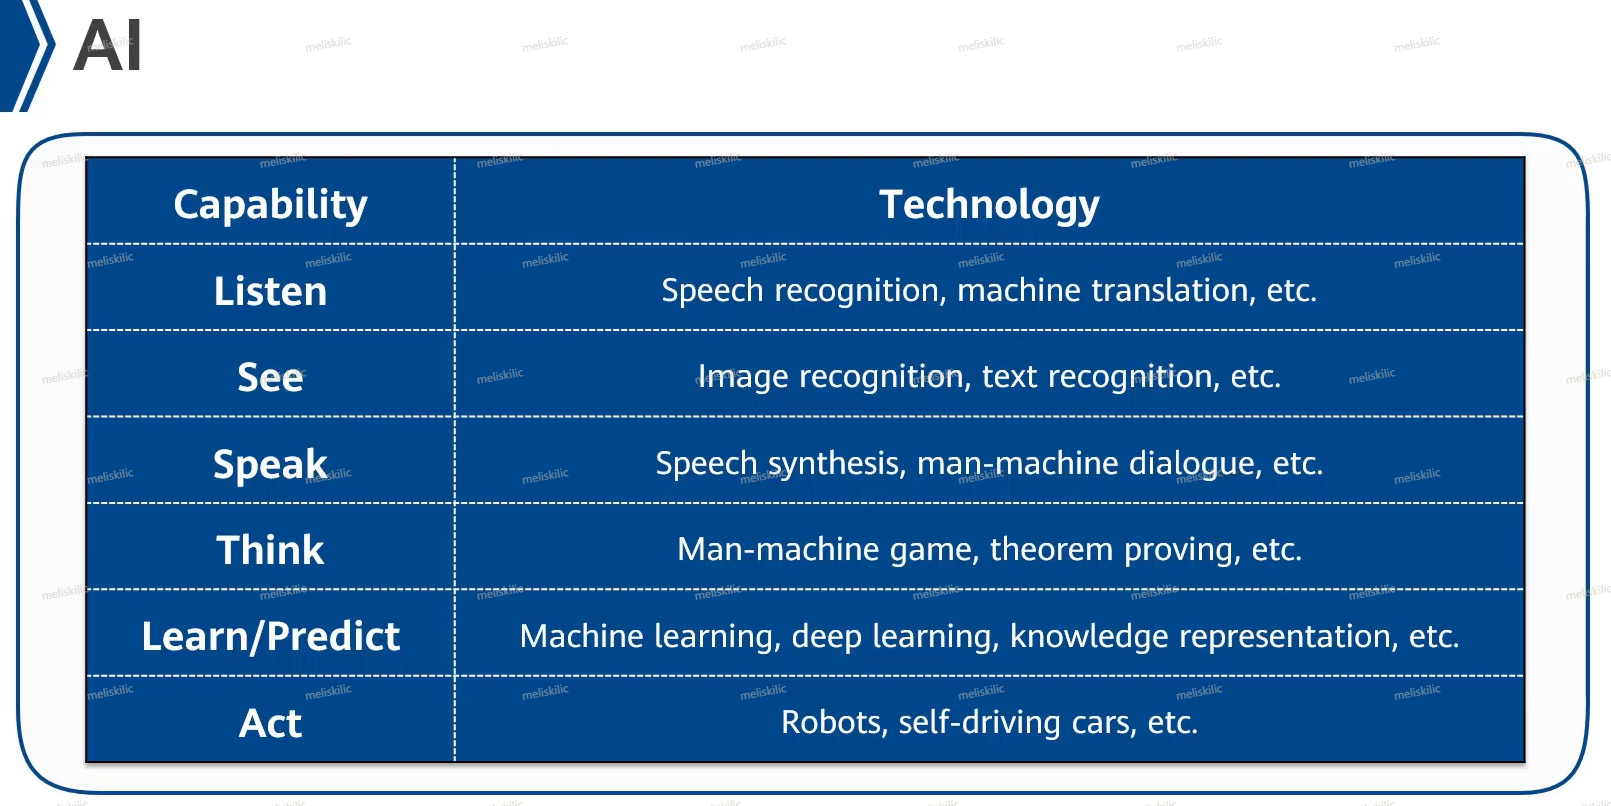 AI
Capability Technology
Listen Speech recognition, machine translation, etc.
See Image recognition, text recognition, etc.
Speak Speech synthesis, man-machine dialogue, etc.
Think Man-machine game, theorem proving, etc.
Learn/Predict Machine learning, deep learning, knowledge representation, etc.
Act Robots, self-driving cars, etc.
meliskilic